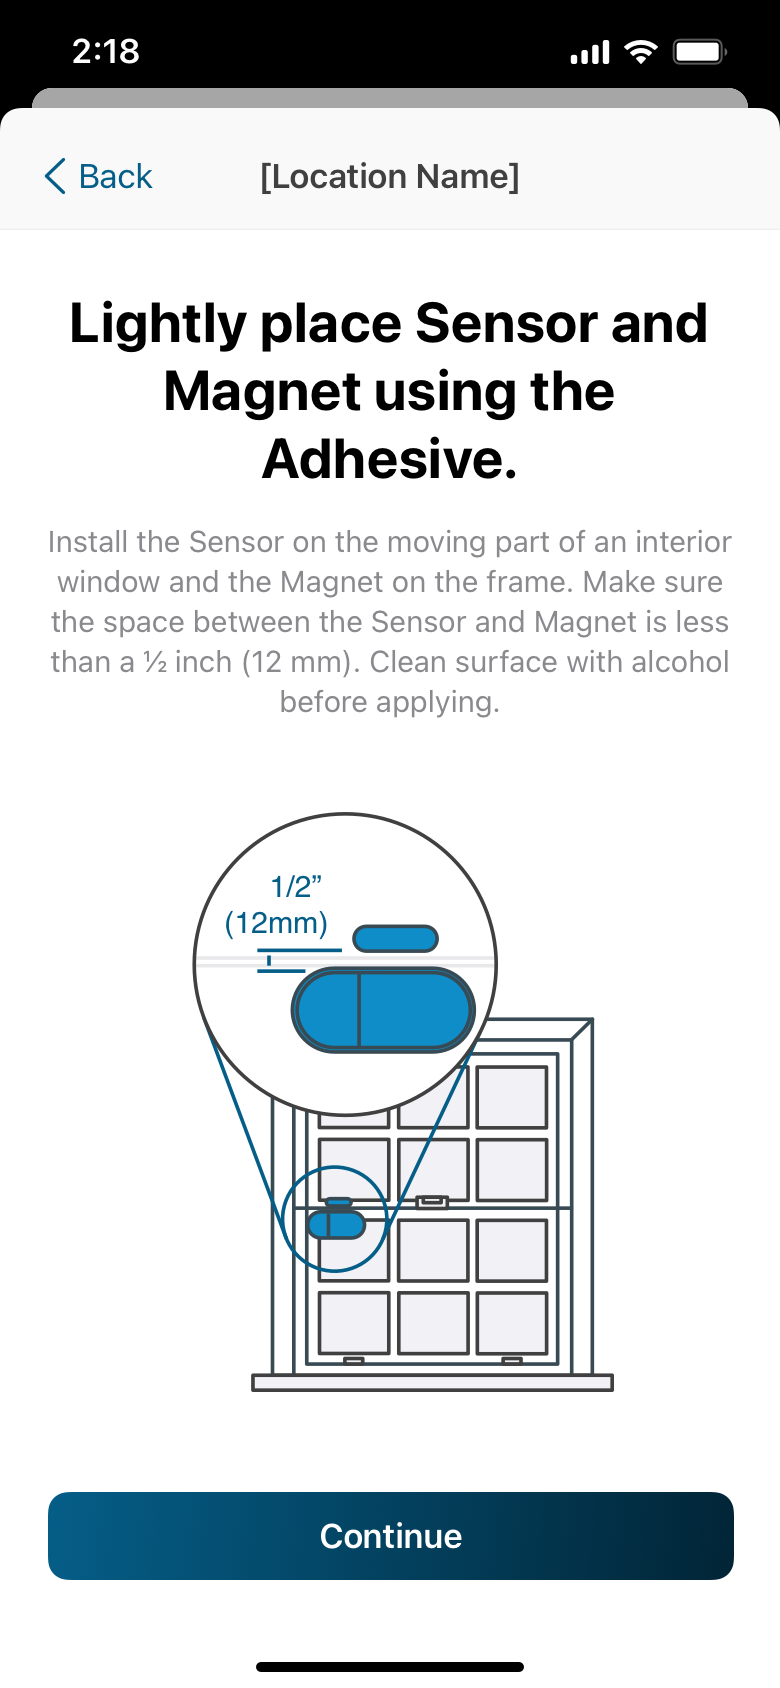 2:18
Back
[Location Name]
Lightly place Sensor and
Magnet using the
Adhesive.
Install the Sensor on the moving part of an interior
window and the Magnet on the frame. Make sure
the space between the Sensor and Magnet is less
than a ½ inch (12 mm). Clean surface with alcohol
before applying.
1/2”
(12mm)
Continue